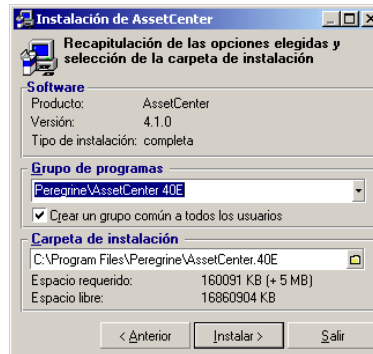 Instalación de AssetCenter
Recapitulación de las opciones elegidas y
selección de la carpeta de instalación
Software
Producto: AssetCenter
Versión: 4.1.0
Tipo de instalación: completa
Grupo de programas
Peregrine\AssetCenter 40E
Crear un grupo común a todos los usuarios
Carpeta de instalación
C:\Program Files\Peregrine\AssetCenter.40E
Espacio requerido: 160091 KB (+ 5 MB)
Espacio libre: 16860904 KB
< Anterior Instalar > Salir